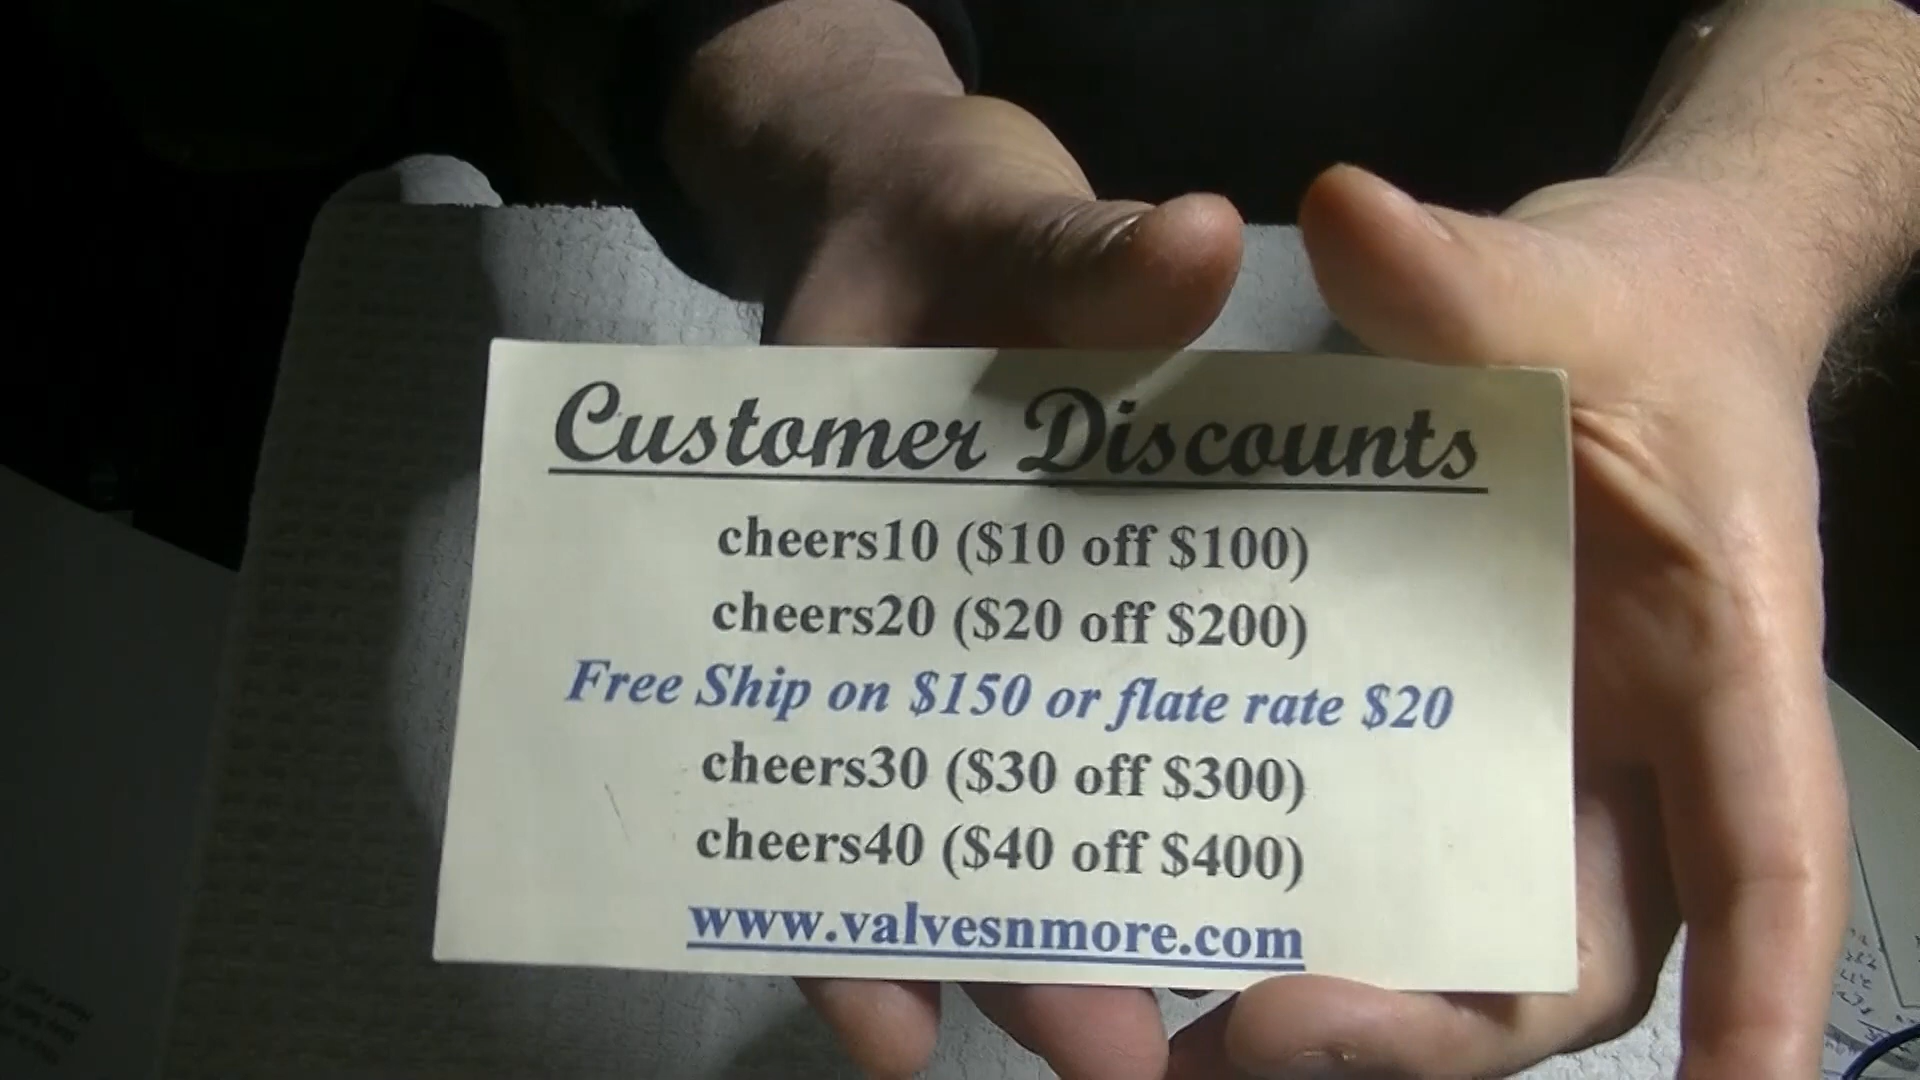 Customer Discounts
cheers10 ($10 off $100)
cheers20 ($20 off $200)
Free Ship on $150 or flate rate $20
cheers30 ($30 off $300)
cheers40 ($40 off $400)
www.valvesnmore.com